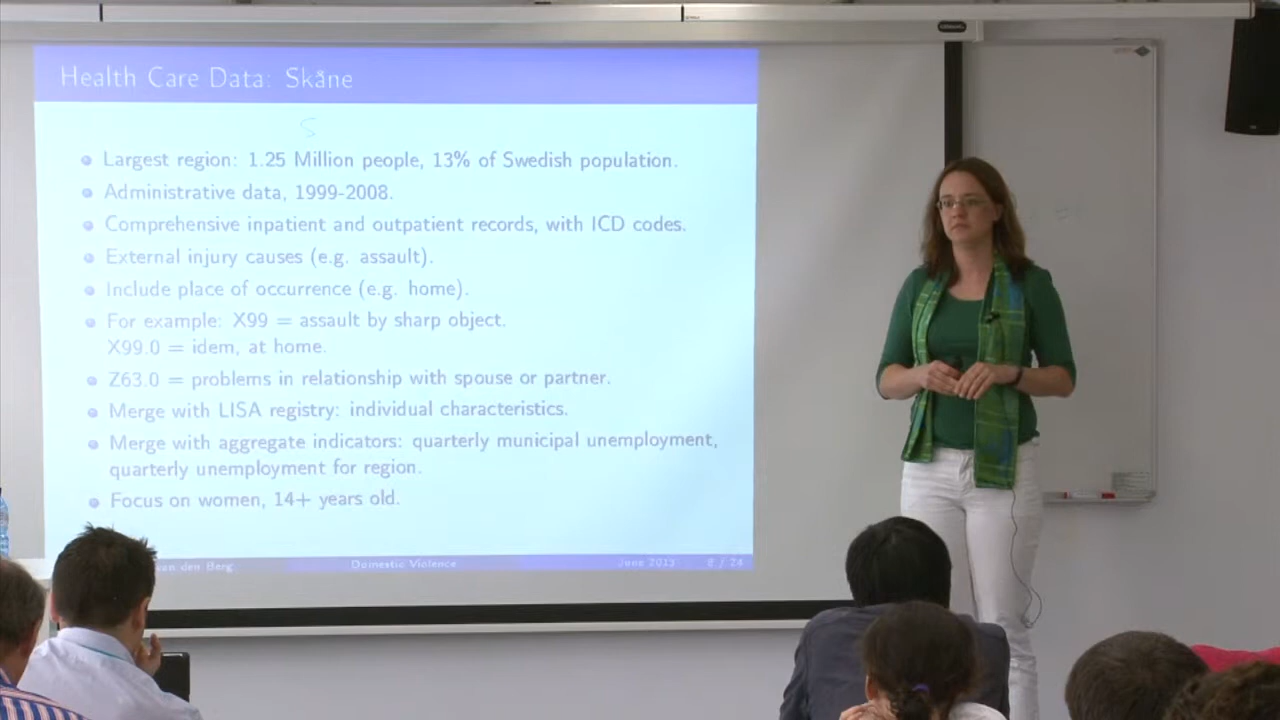 Health Care Data: Skåne
Largest region: 1.25 Million people, 13% of Swedish population.
Administrative data, 1999-2008.
Comprehensive inpatient and outpatient records, with ICD codes.
External injury causes (e.g. assault).
Include place of occurrence (e.g. home).
For example: X99 = assault by sharp object.
X99.0 = idem, at home.
Z63.0 = problems in relationship with spouse or partner.
Merge with LISA registry: individual characteristics.
Merge with aggregate indicators: quarterly municipal unemployment,
quarterly unemployment for region.
Focus on women, 14+ years old.
van den Berg Domestic Violence June 2013 / 24